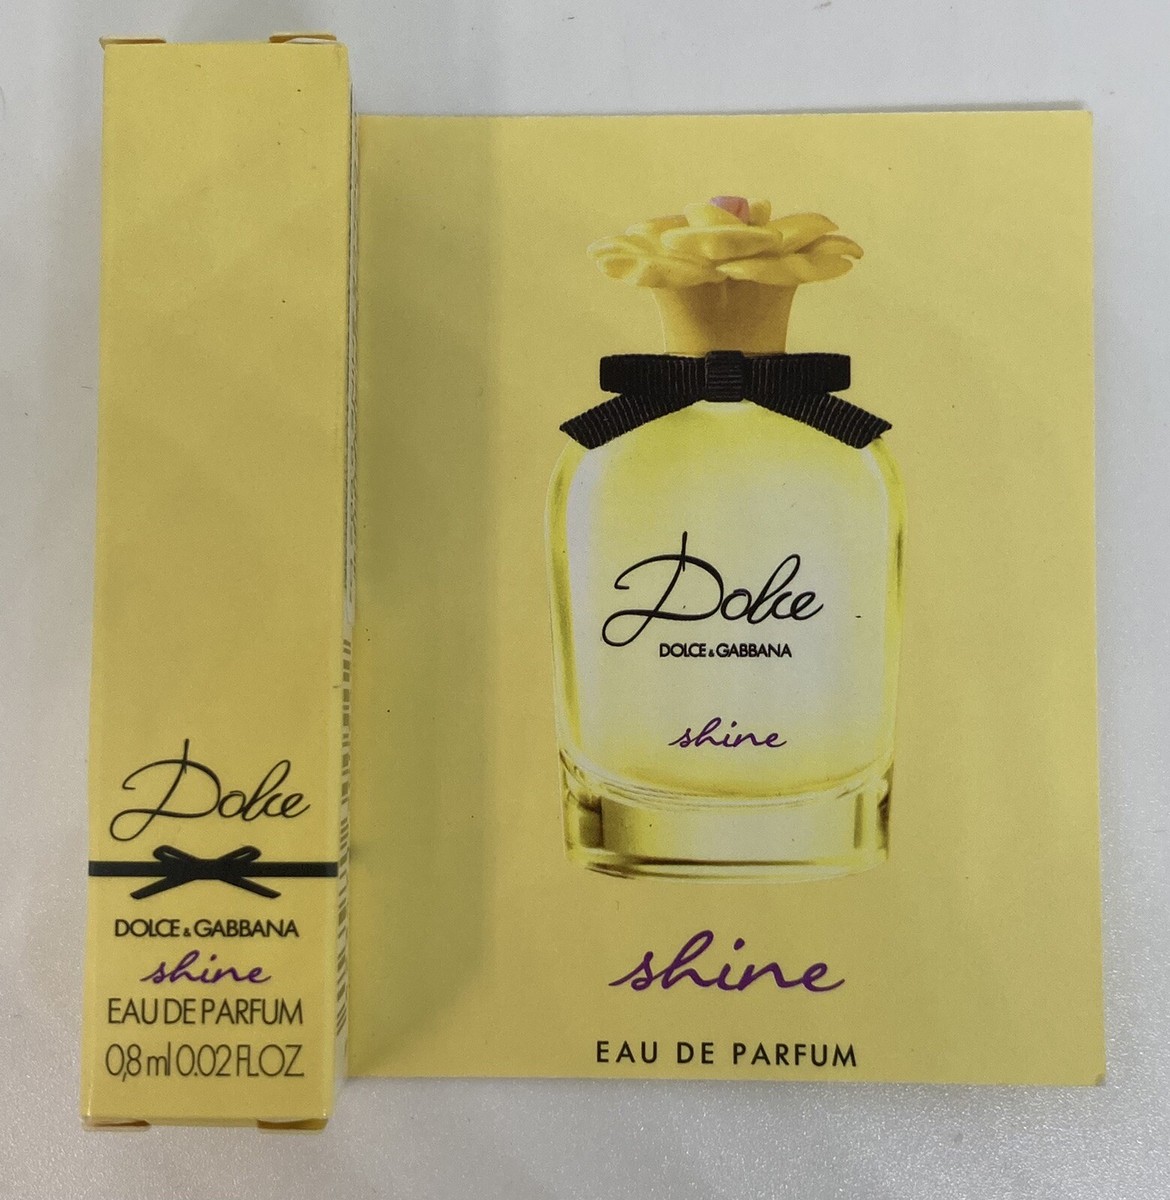 Dolce
DOLCE & GABBANA
shine
EAU DE PARFUM
0,8 ml 0.02 FL OZ
Dolce
DOLCE & GABBANA
shine
shine
EAU DE PARFUM